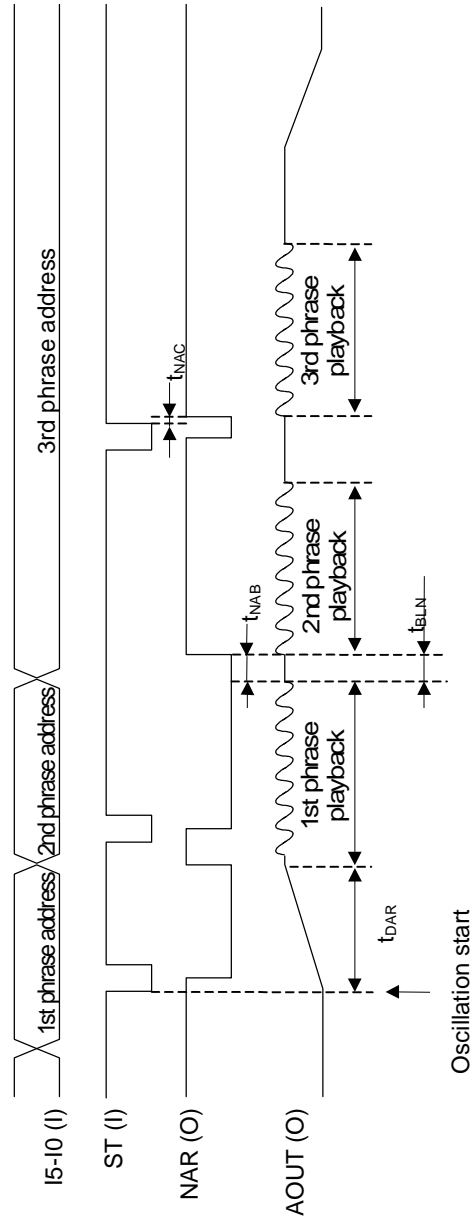 I5-I0 (I)
1st phrase address
2nd phrase address
3rd phrase address
ST (I)
NAR (O)
tNAC
tNAB
AOUT (O)
tDAR
1st phrase
playback
2nd phrase
playback
3rd phrase
playback
tBLN
Oscillation start